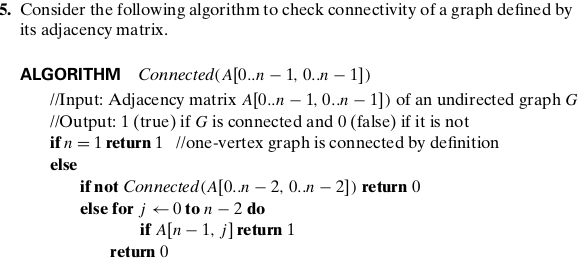 5. Consider the following algorithm to check connectivity of a graph defined by
its adjacency matrix.
ALGORITHM Connected(A[0..n − 1, 0..n − 1])
//Input: Adjacency matrix A[0..n − 1, 0..n − 1]) of an undirected graph G
//Output: 1 (true) if G is connected and 0 (false) if it is not
if n = 1 return 1 //one-vertex graph is connected by definition
else
if not Connected(A[0..n − 2, 0..n − 2]) return 0
else for j ← 0 to n − 2 do
if A[n − 1, j] return 1
return 0